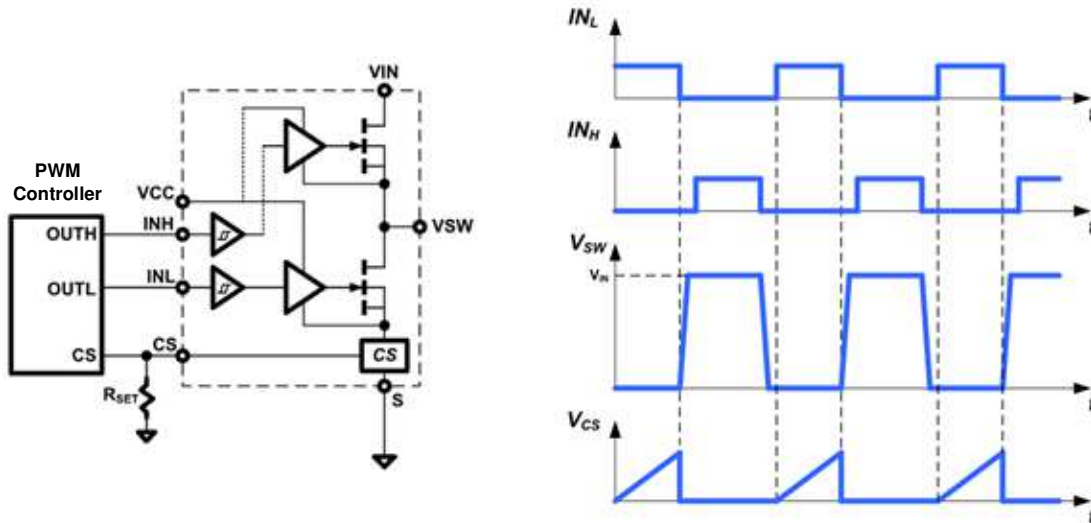 PWM
Controller
OUTH
OUTL
CS
RSET
VCC
INH
INL
CS
VIN
VSW
CS
S
INL
t
INH
t
VSW
VIN
t
VCS
t